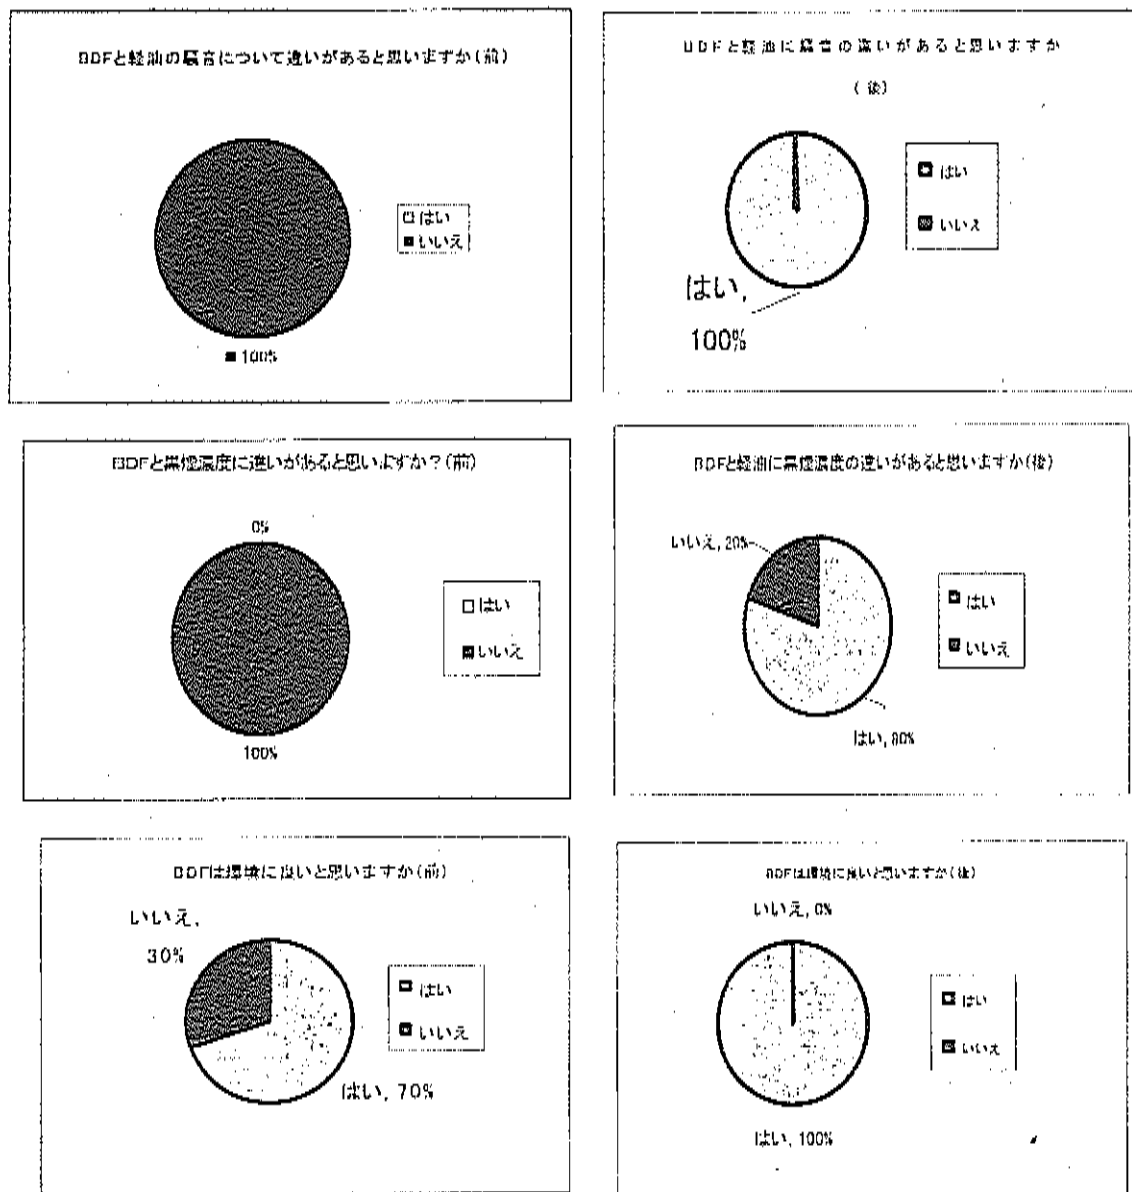 BDFと軽油の騒音について違いがあると思いますか(前)
はい
いいえ
100%
BDFと軽油に騒音の違いがあると思いますか
(後)
はい
いいえ
はい,
100%
BDFと黒煙濃度に違いがあると思いますか?(前)
0%
はい
いいえ
100%
BDFと軽油に黒煙濃度の違いがあると思いますか(後)
いいえ, 20%
はい
いいえ
はい, 80%
BDFは環境に良いと思いますか(前)
いいえ,
30%
はい
いいえ
はい, 70%
BDFは環境に良いと思いますか(後)
いいえ, 0%
はい
いいえ
はい, 100%